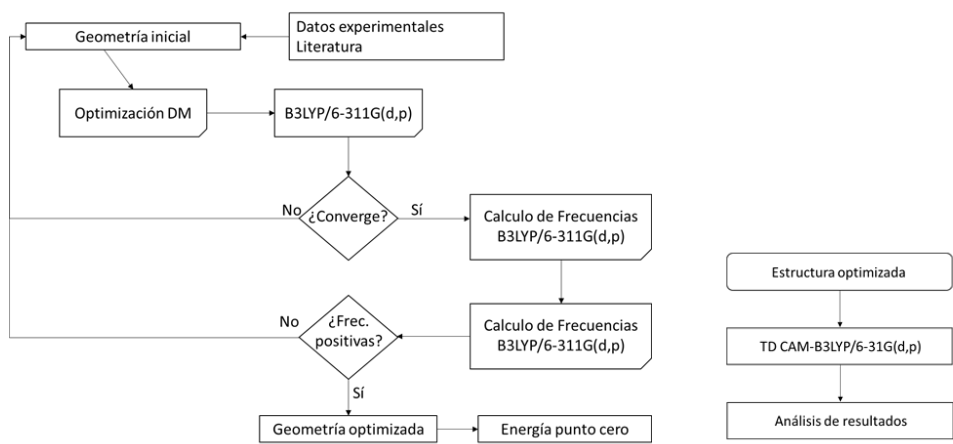 Geometría inicial
Datos experimentales
Literatura
Optimización DM
B3LYP/6-311G(d,p)
No
¿Converge?
Sí
Calculo de Frecuencias
B3LYP/6-311G(d,p)
No
¿Frec.
positivas?
Calculo de Frecuencias
B3LYP/6-311G(d,p)
Sí
Geometría optimizada
Energía punto cero
Estructura optimizada
TD CAM-B3LYP/6-31G(d,p)
Análisis de resultados